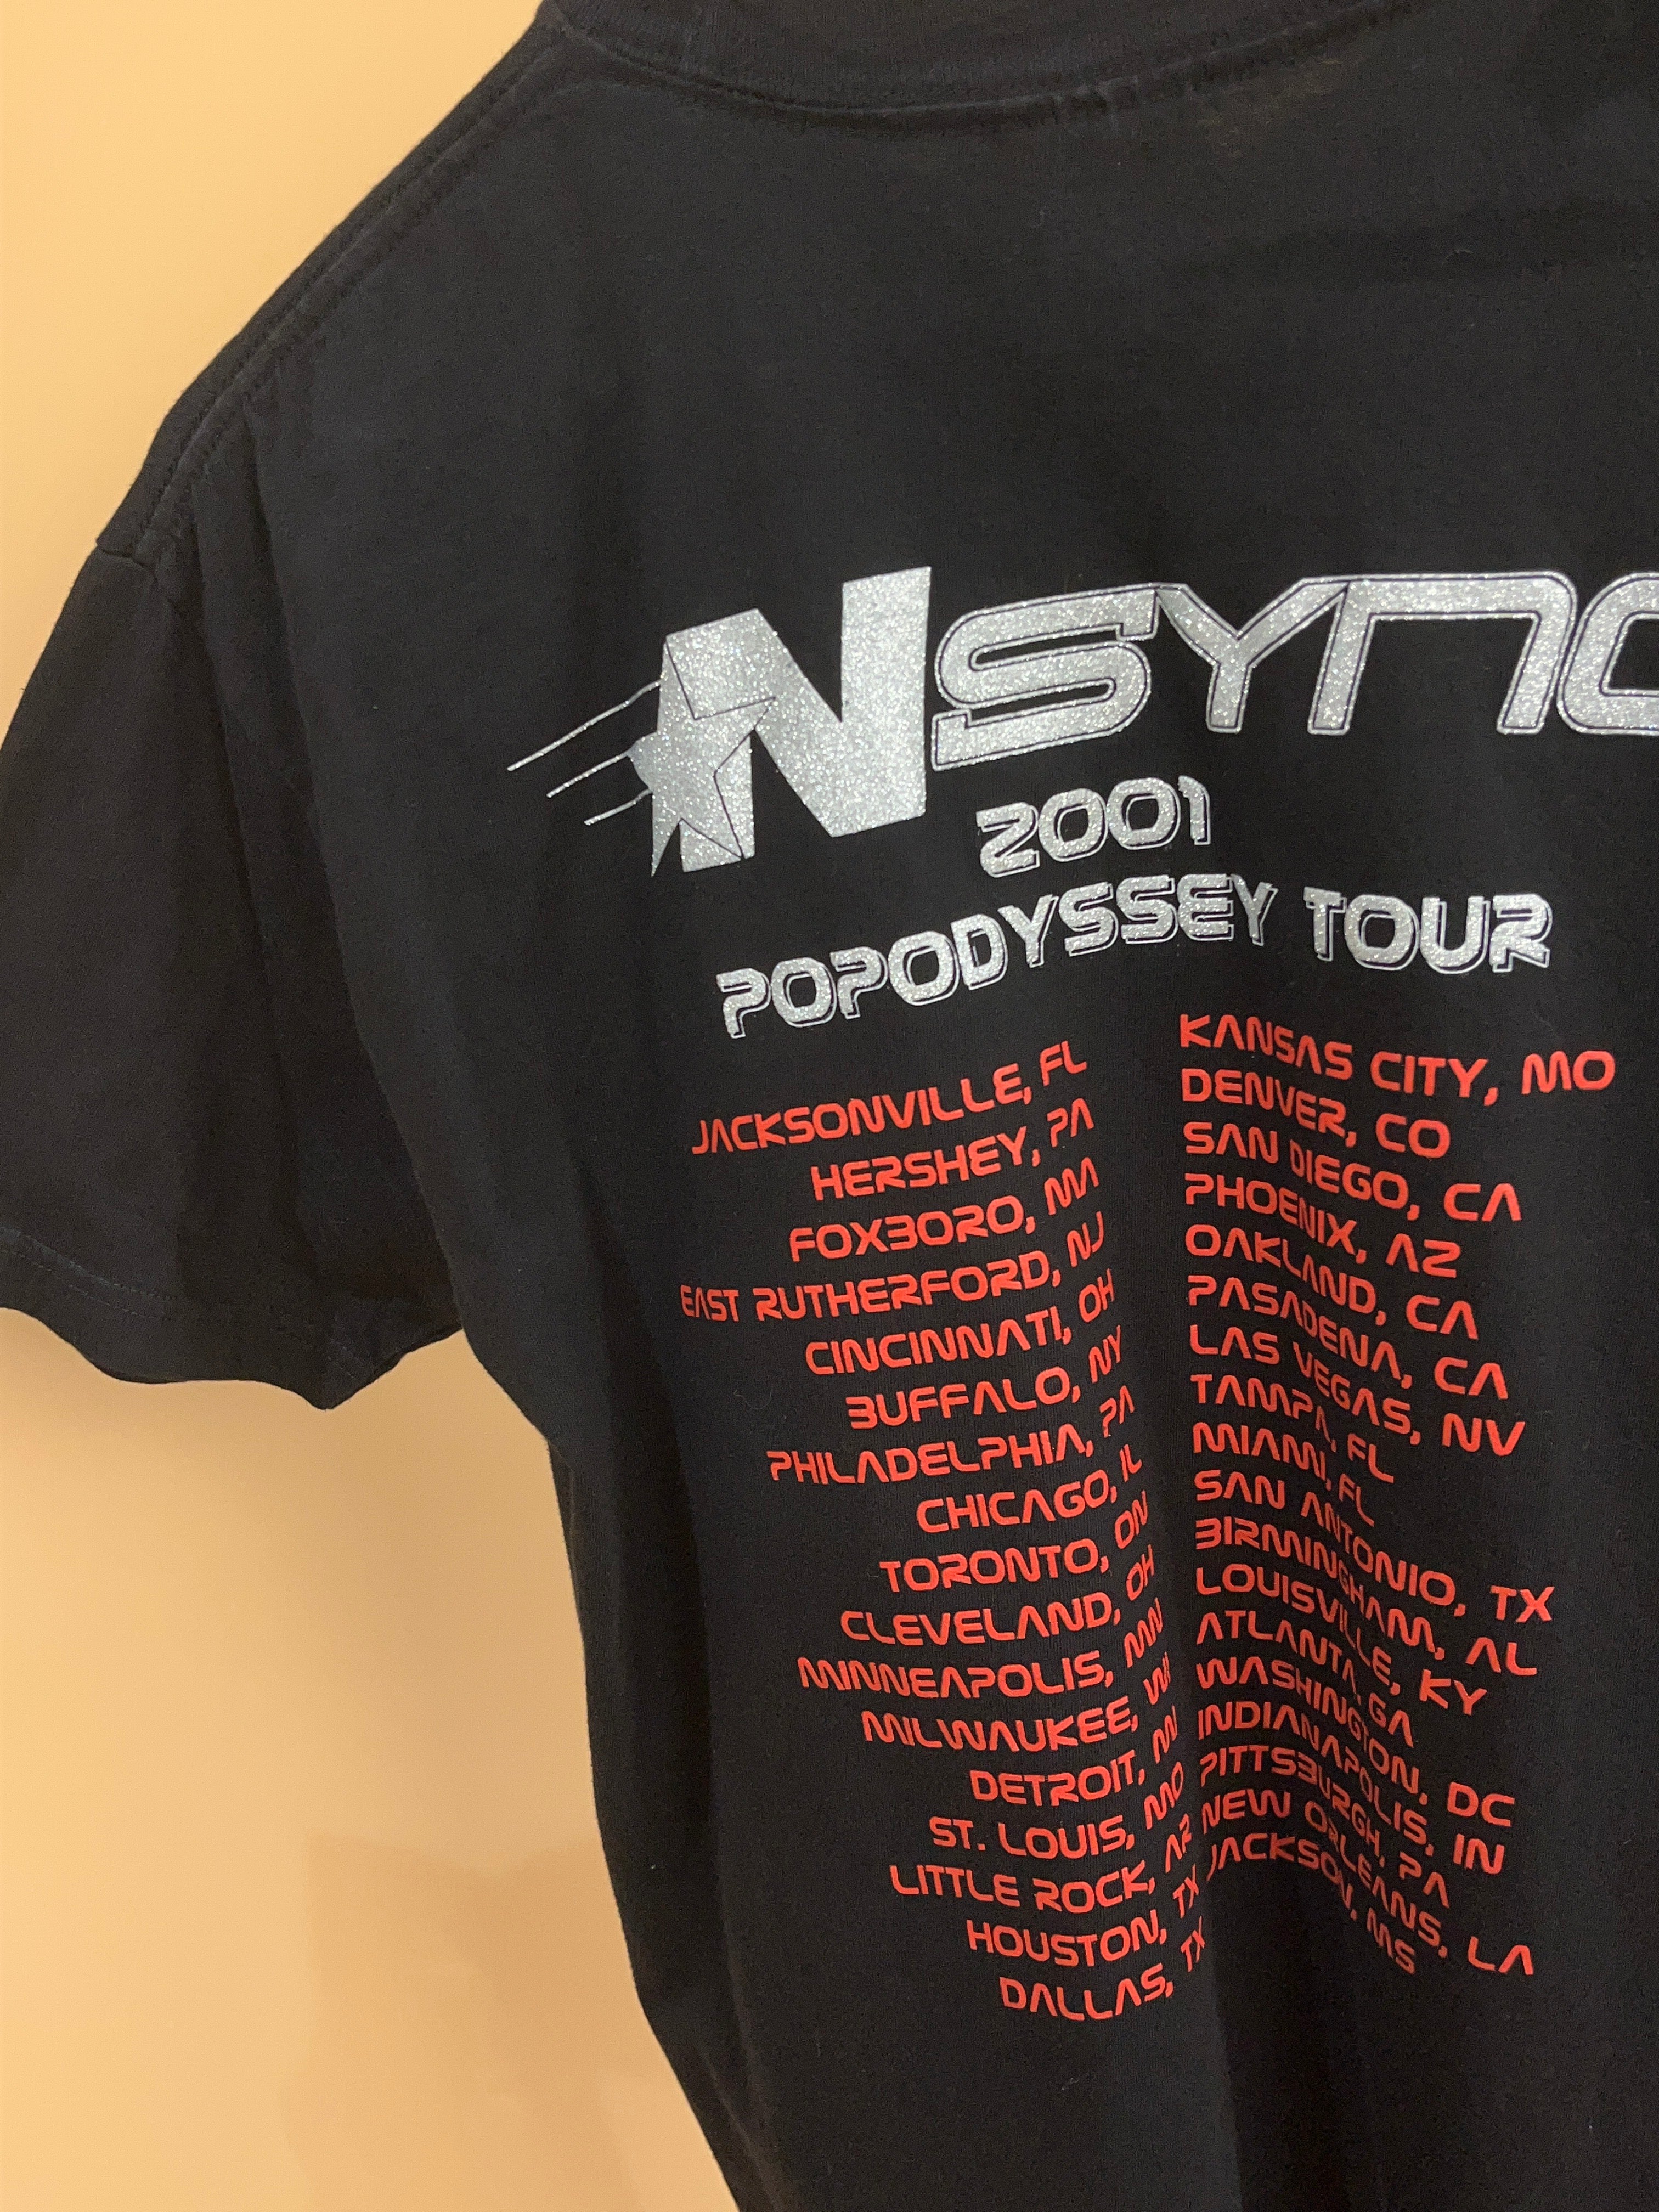 NSYNC
2001
POPODYSSEY TOUR
JACKSONVILLE, FL
HERSHEY, PA
FOXBORO, MA
EAST RUTHERFORD, NJ
CINCINNATI, OH
BUFFALO, NY
PHILADELPHIA, PA
CHICAGO, IL
TORONTO, ON
CLEVELAND, OH
MINNEAPOLIS, MN
MILWAUKEE, WI
DETROIT, MI
ST. LOUIS, MO
LITTLE ROCK, AR
HOUSTON, TX
DALLAS, TX
KANSAS CITY, MO
DENVER, CO
SAN DIEGO, CA
PHOENIX, AZ
OAKLAND, CA
PASADENA, CA
LAS VEGAS, NV
TAMPA, FL
MIAMI, FL
SAN ANTONIO, TX
BIRMINGHAM, AL
LOUISVILLE, KY
ATLANTA, GA
WASHINGTON, DC
INDIANAPOLIS, IN
PITTSBURGH, PA
NEW ORLEANS, LA
JACKSON, MS